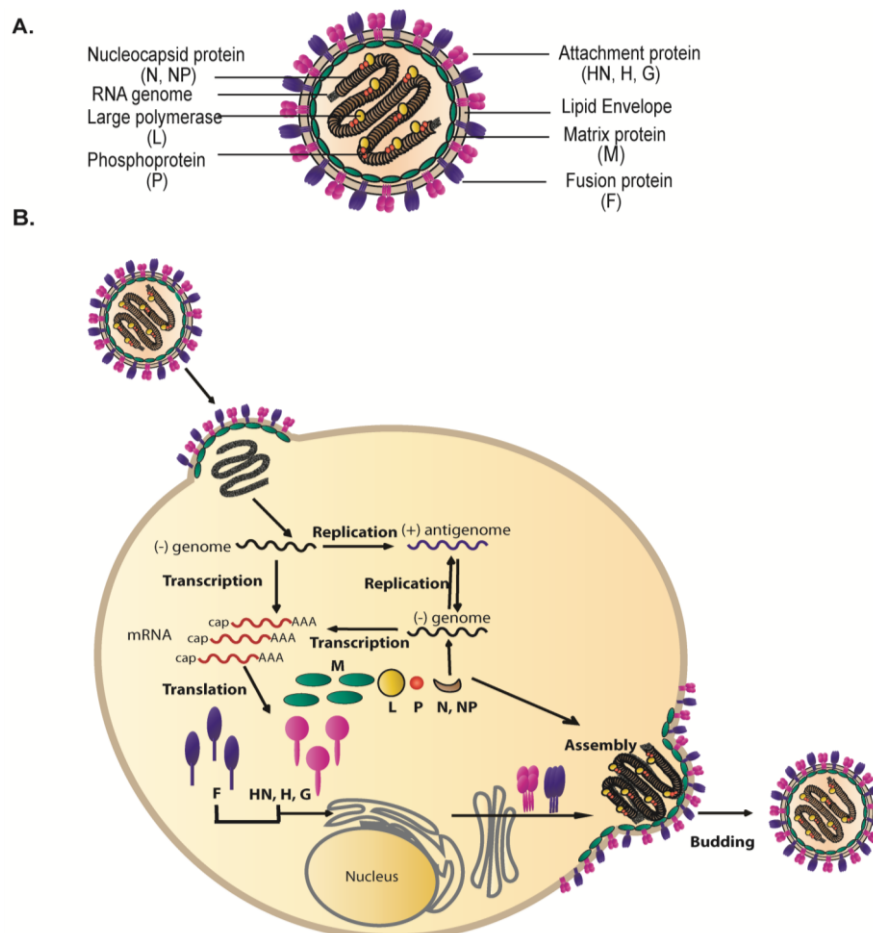 A.
Nucleocapsid protein
(N, NP)
RNA genome
Large polymerase
(L)
Phosphoprotein
(P)
Attachment protein
(HN, H, G)
Lipid Envelope
Matrix protein
(M)
Fusion protein
(F)
B.
(-) genome
Replication
(+) antigenome
Transcription
Replication
(-) genome
mRNA
cap AAA
cap AAA
cap AAA
Transcription
Translation
M
L
P
N, NP
F
HN, H, G
Assembly
Nucleus
Budding